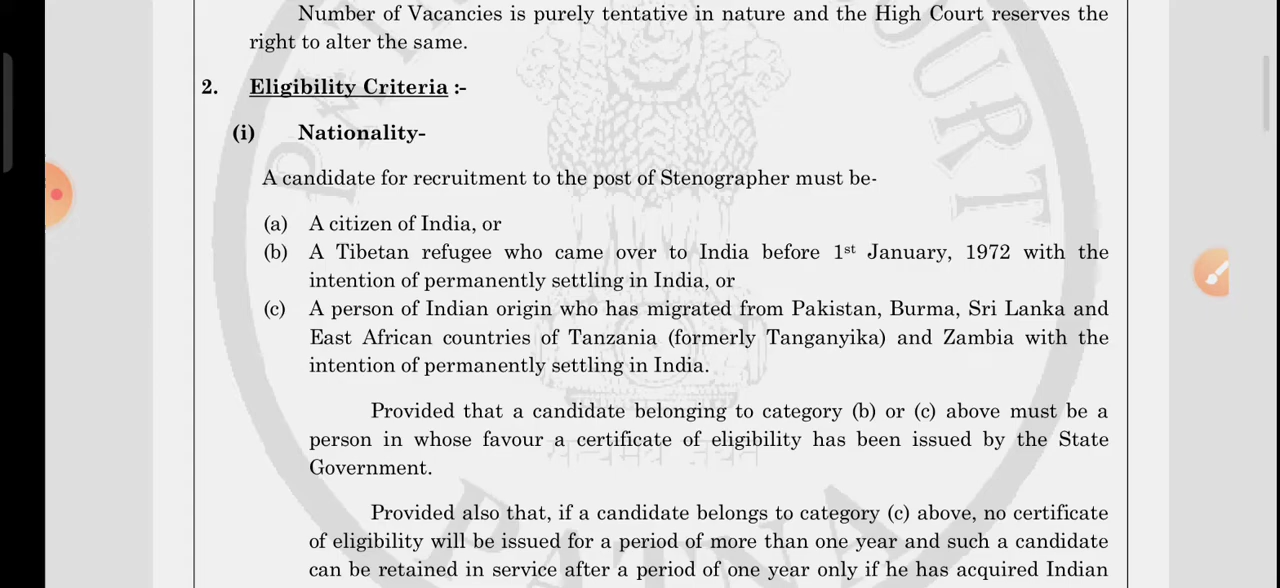 Number of Vacancies is purely tentative in nature and the High Court reserves the
right to alter the same.
2. Eligibility Criteria :-
(i) Nationality-
A candidate for recruitment to the post of Stenographer must be-
(a) A citizen of India, or
(b) A Tibetan refugee who came over to India before 1st January, 1972 with the
intention of permanently settling in India, or
(c) A person of Indian origin who has migrated from Pakistan, Burma, Sri Lanka and
East African countries of Tanzania (formerly Tanganyika) and Zambia with the
intention of permanently settling in India.
Provided that a candidate belonging to category (b) or (c) above must be a
person in whose favour a certificate of eligibility has been issued by the State
Government.
Provided also that, if a candidate belongs to category (c) above, no certificate
of eligibility will be issued for a period of more than one year and such a candidate
can be retained in service after a period of one year only if he has acquired Indian